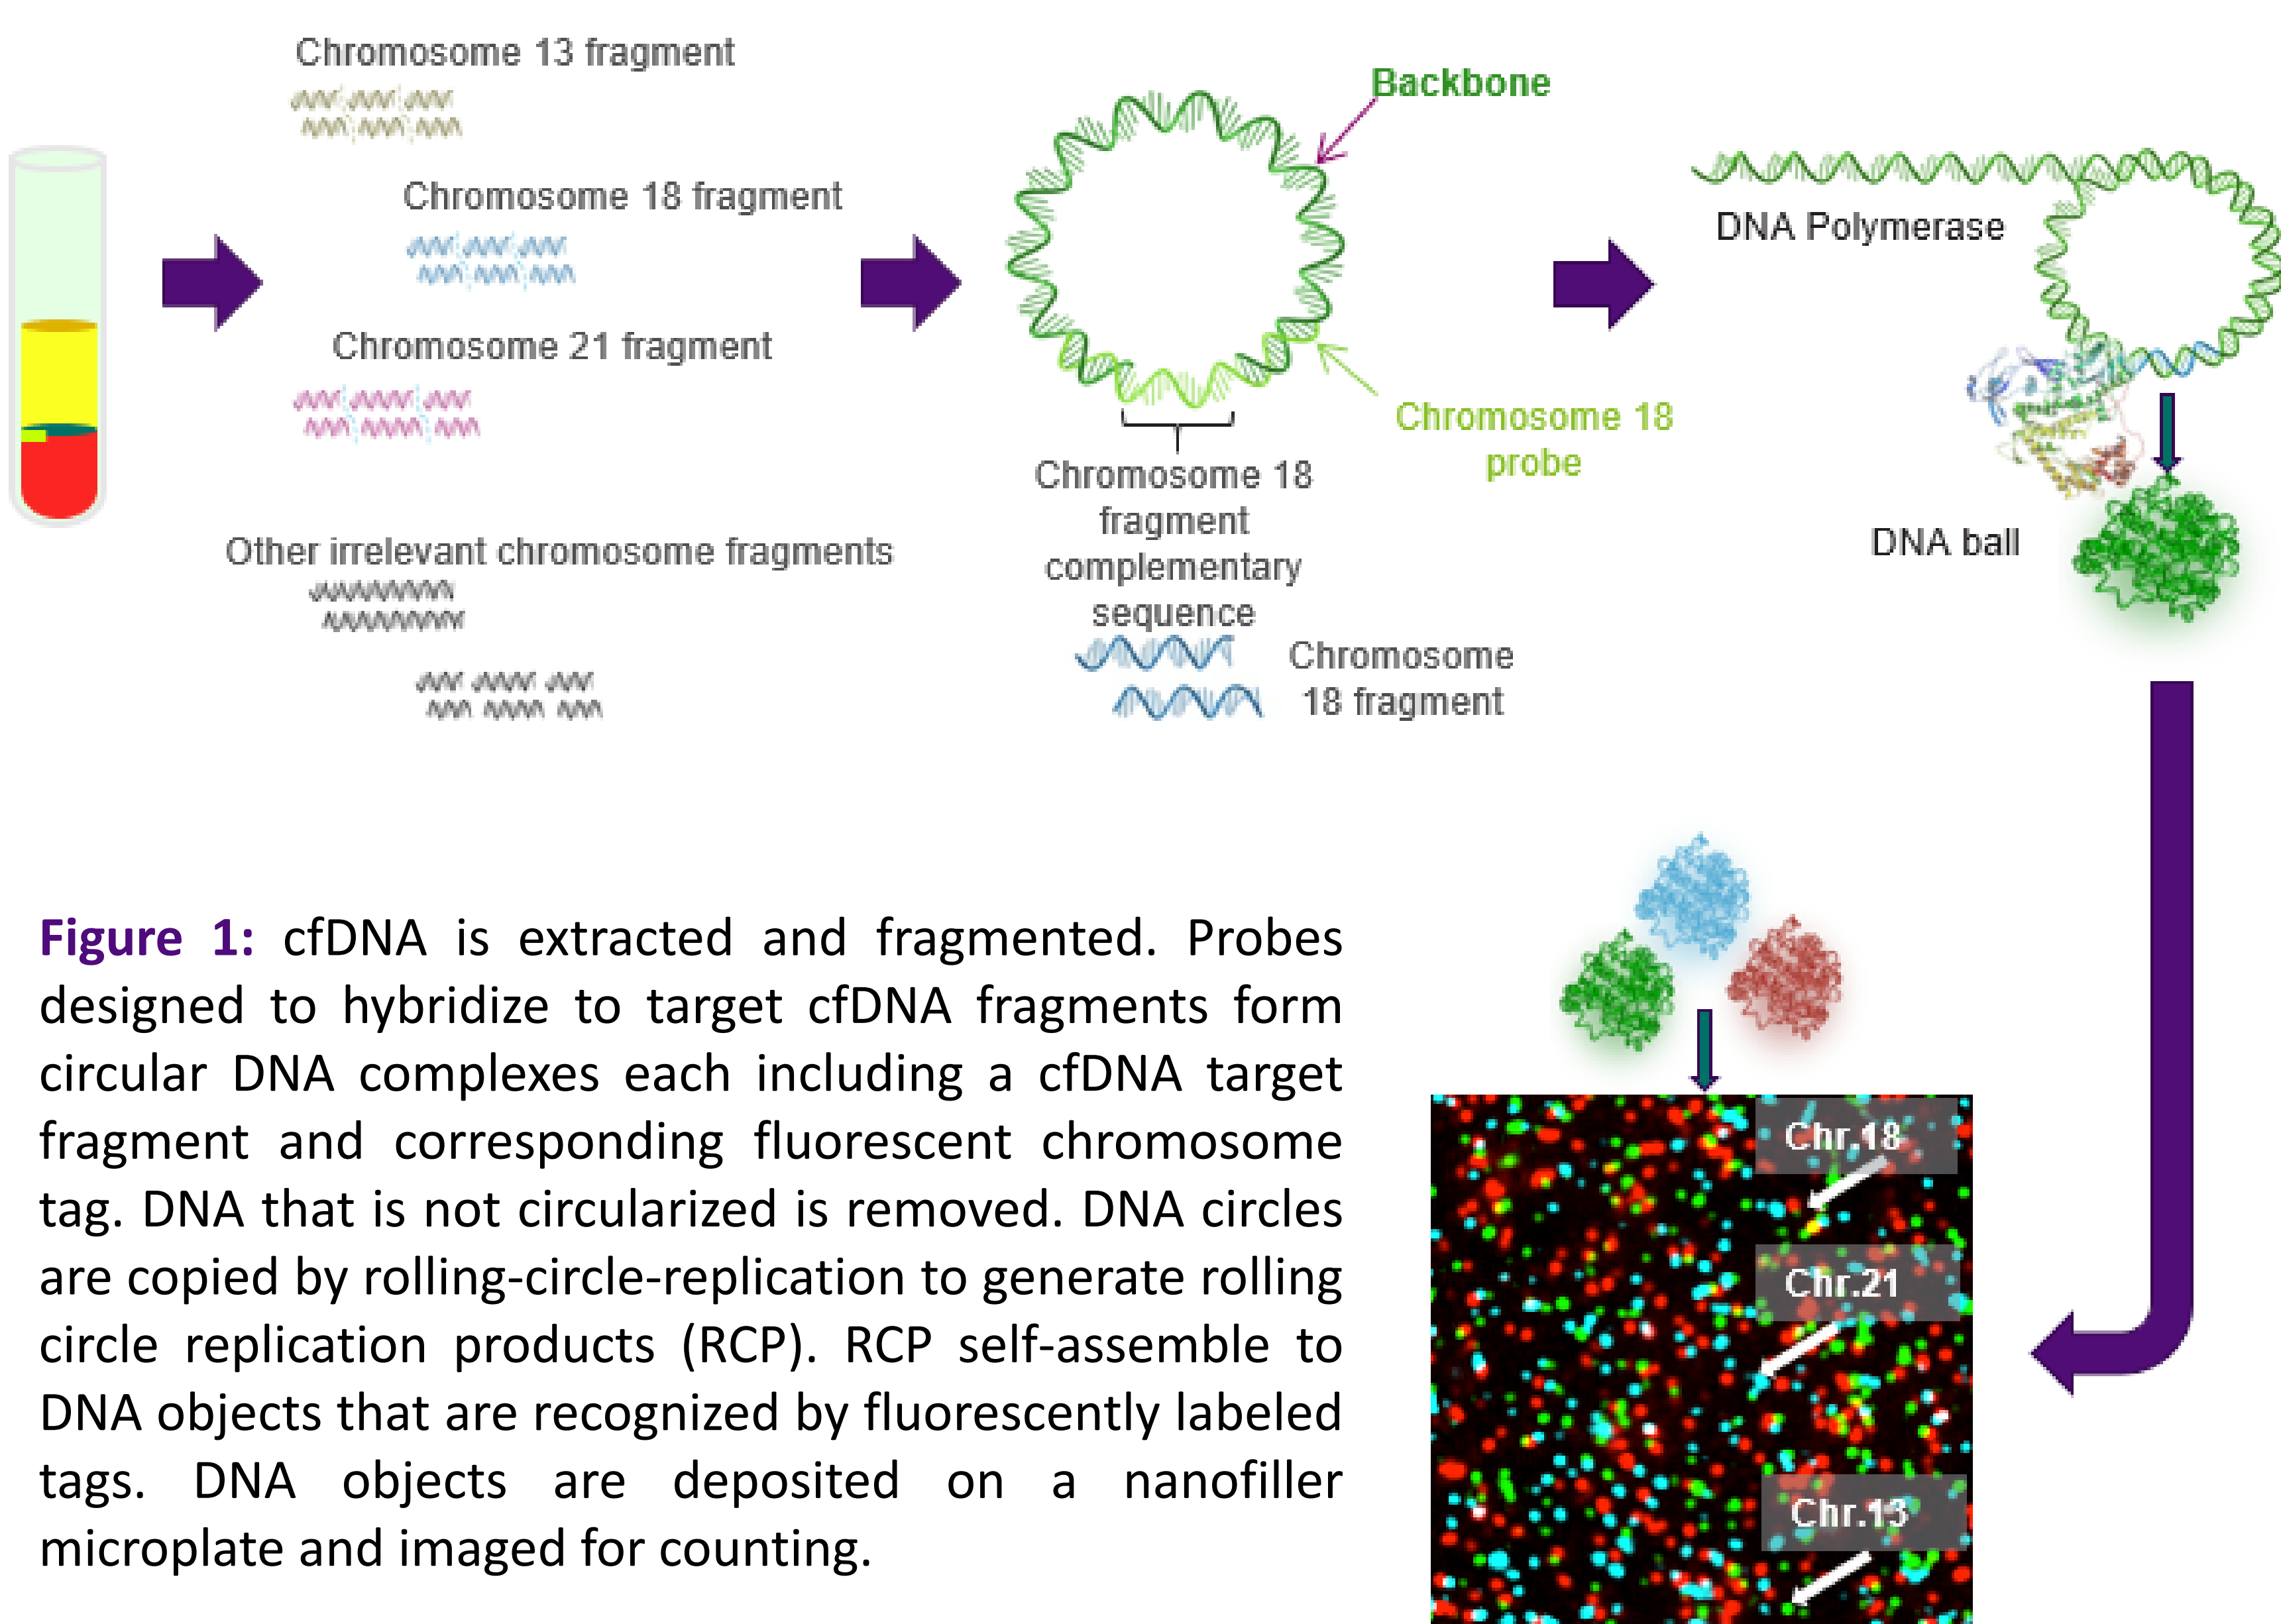 Chromosome 13 fragment
Chromosome 18 fragment
Chromosome 21 fragment
Other irrelevant chromosome fragments
Backbone
Chromosome 18
probe
Chromosome 18
fragment
complementary
sequence
Chromosome
18 fragment
DNA Polymerase
DNA ball
Figure 1: cfDNA is extracted and fragmented. Probes
designed to hybridize to target cfDNA fragments form
circular DNA complexes each including a cfDNA target
fragment and corresponding fluorescent chromosome
tag. DNA that is not circularized is removed. DNA circles
are copied by rolling-circle-replication to generate rolling
circle replication products (RCP). RCP self-assemble to
DNA objects that are recognized by fluorescently labeled
tags. DNA objects are deposited on a nanofiller
microplate and imaged for counting.
Chr.18
Chr.21
Chr.13